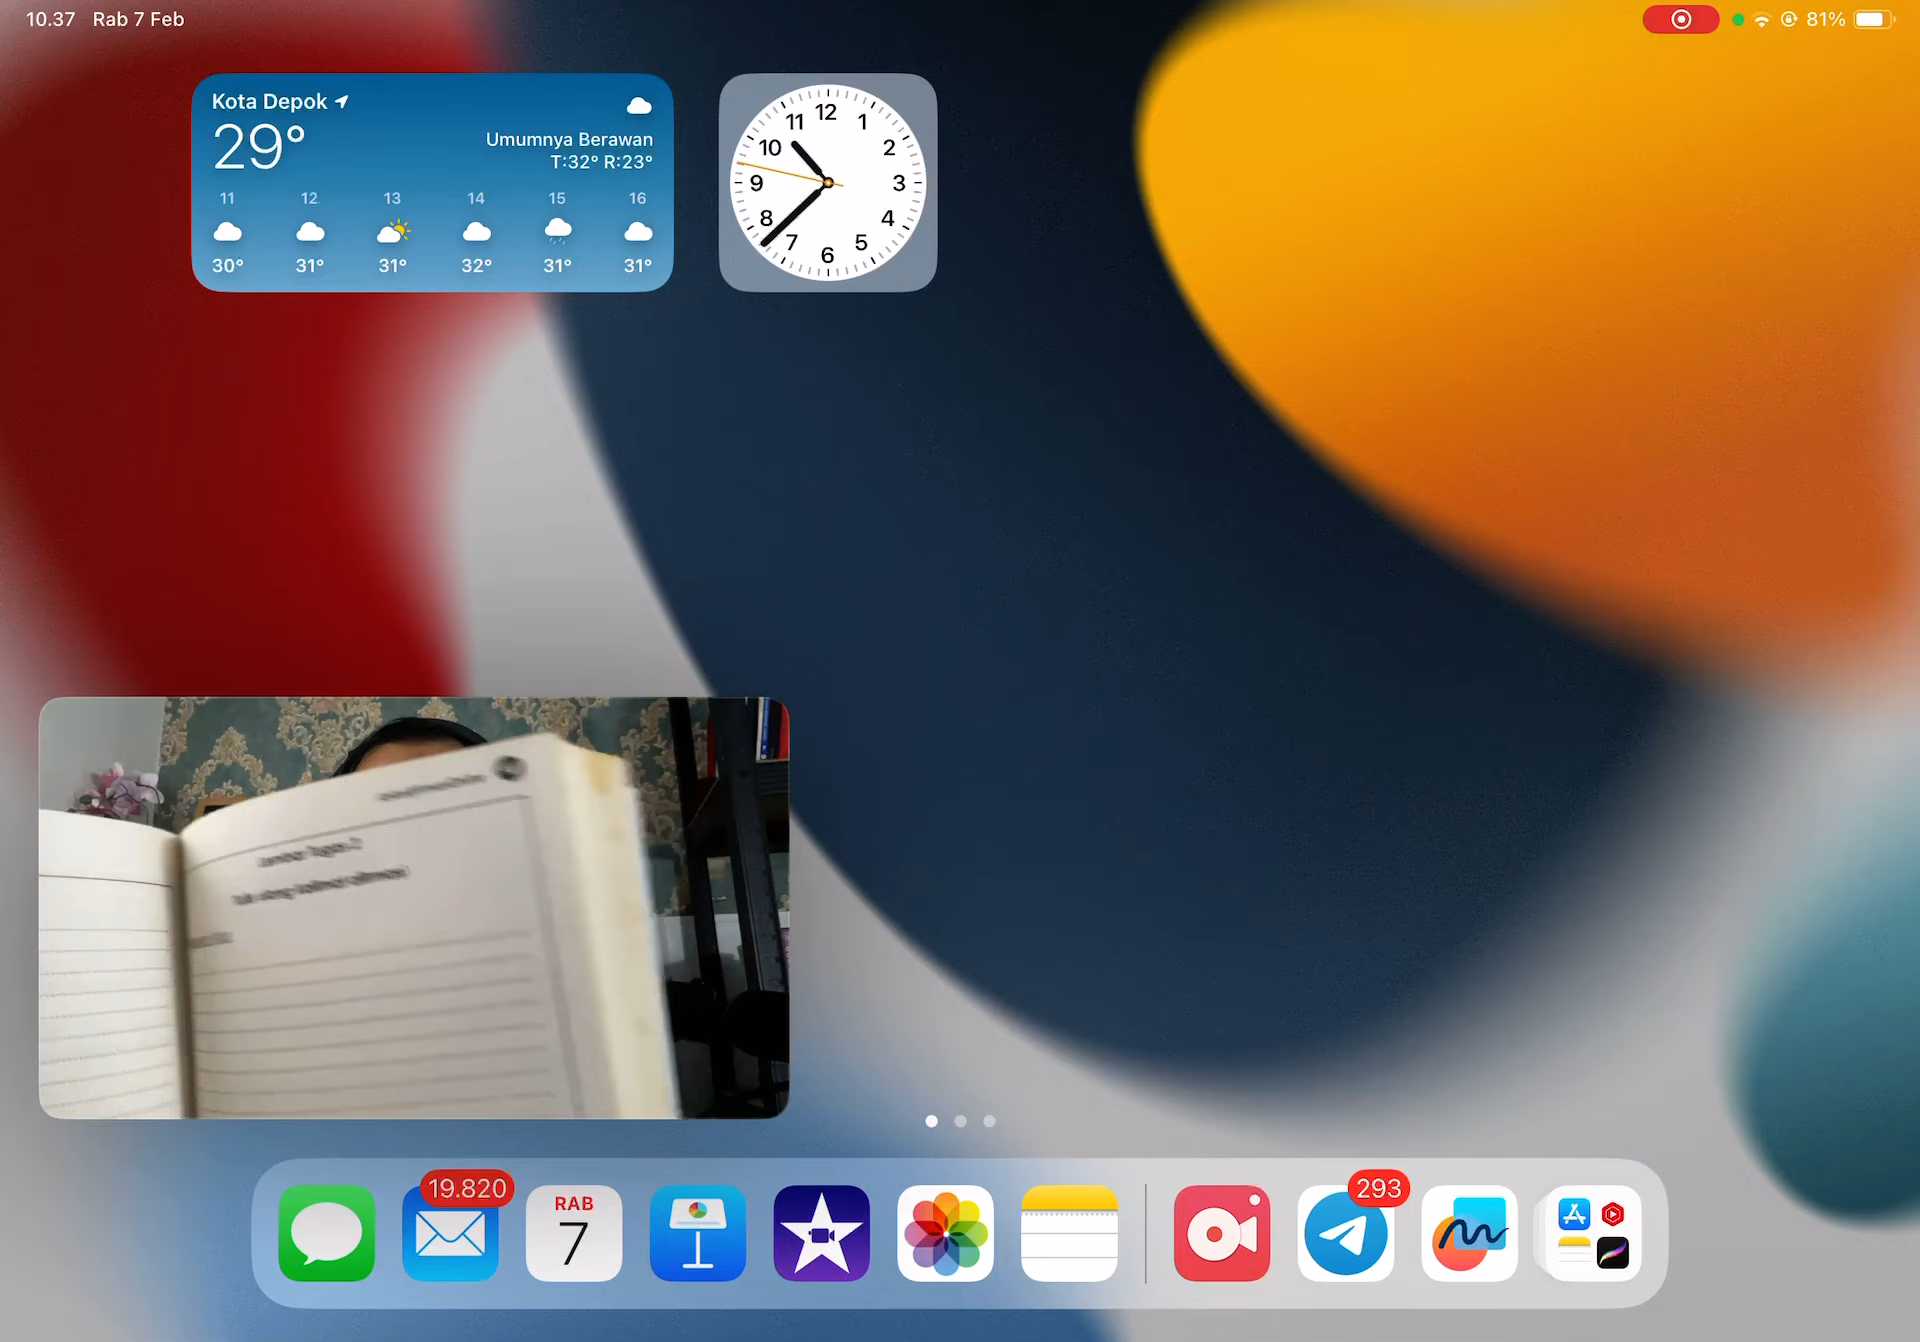 10.37 Rab 7 Feb
81%
Kota Depok
29°
Umumnya Berawan
T:32° R:23°
11 12 13 14 15 16
30° 31° 31° 32° 31° 31°
12
11 1
10 2
9 3
8 4
7 5
6
19.820
RAB
7
293